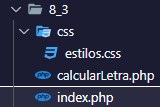 8_3
css
estilos.css
calcularLetra.php
index.php